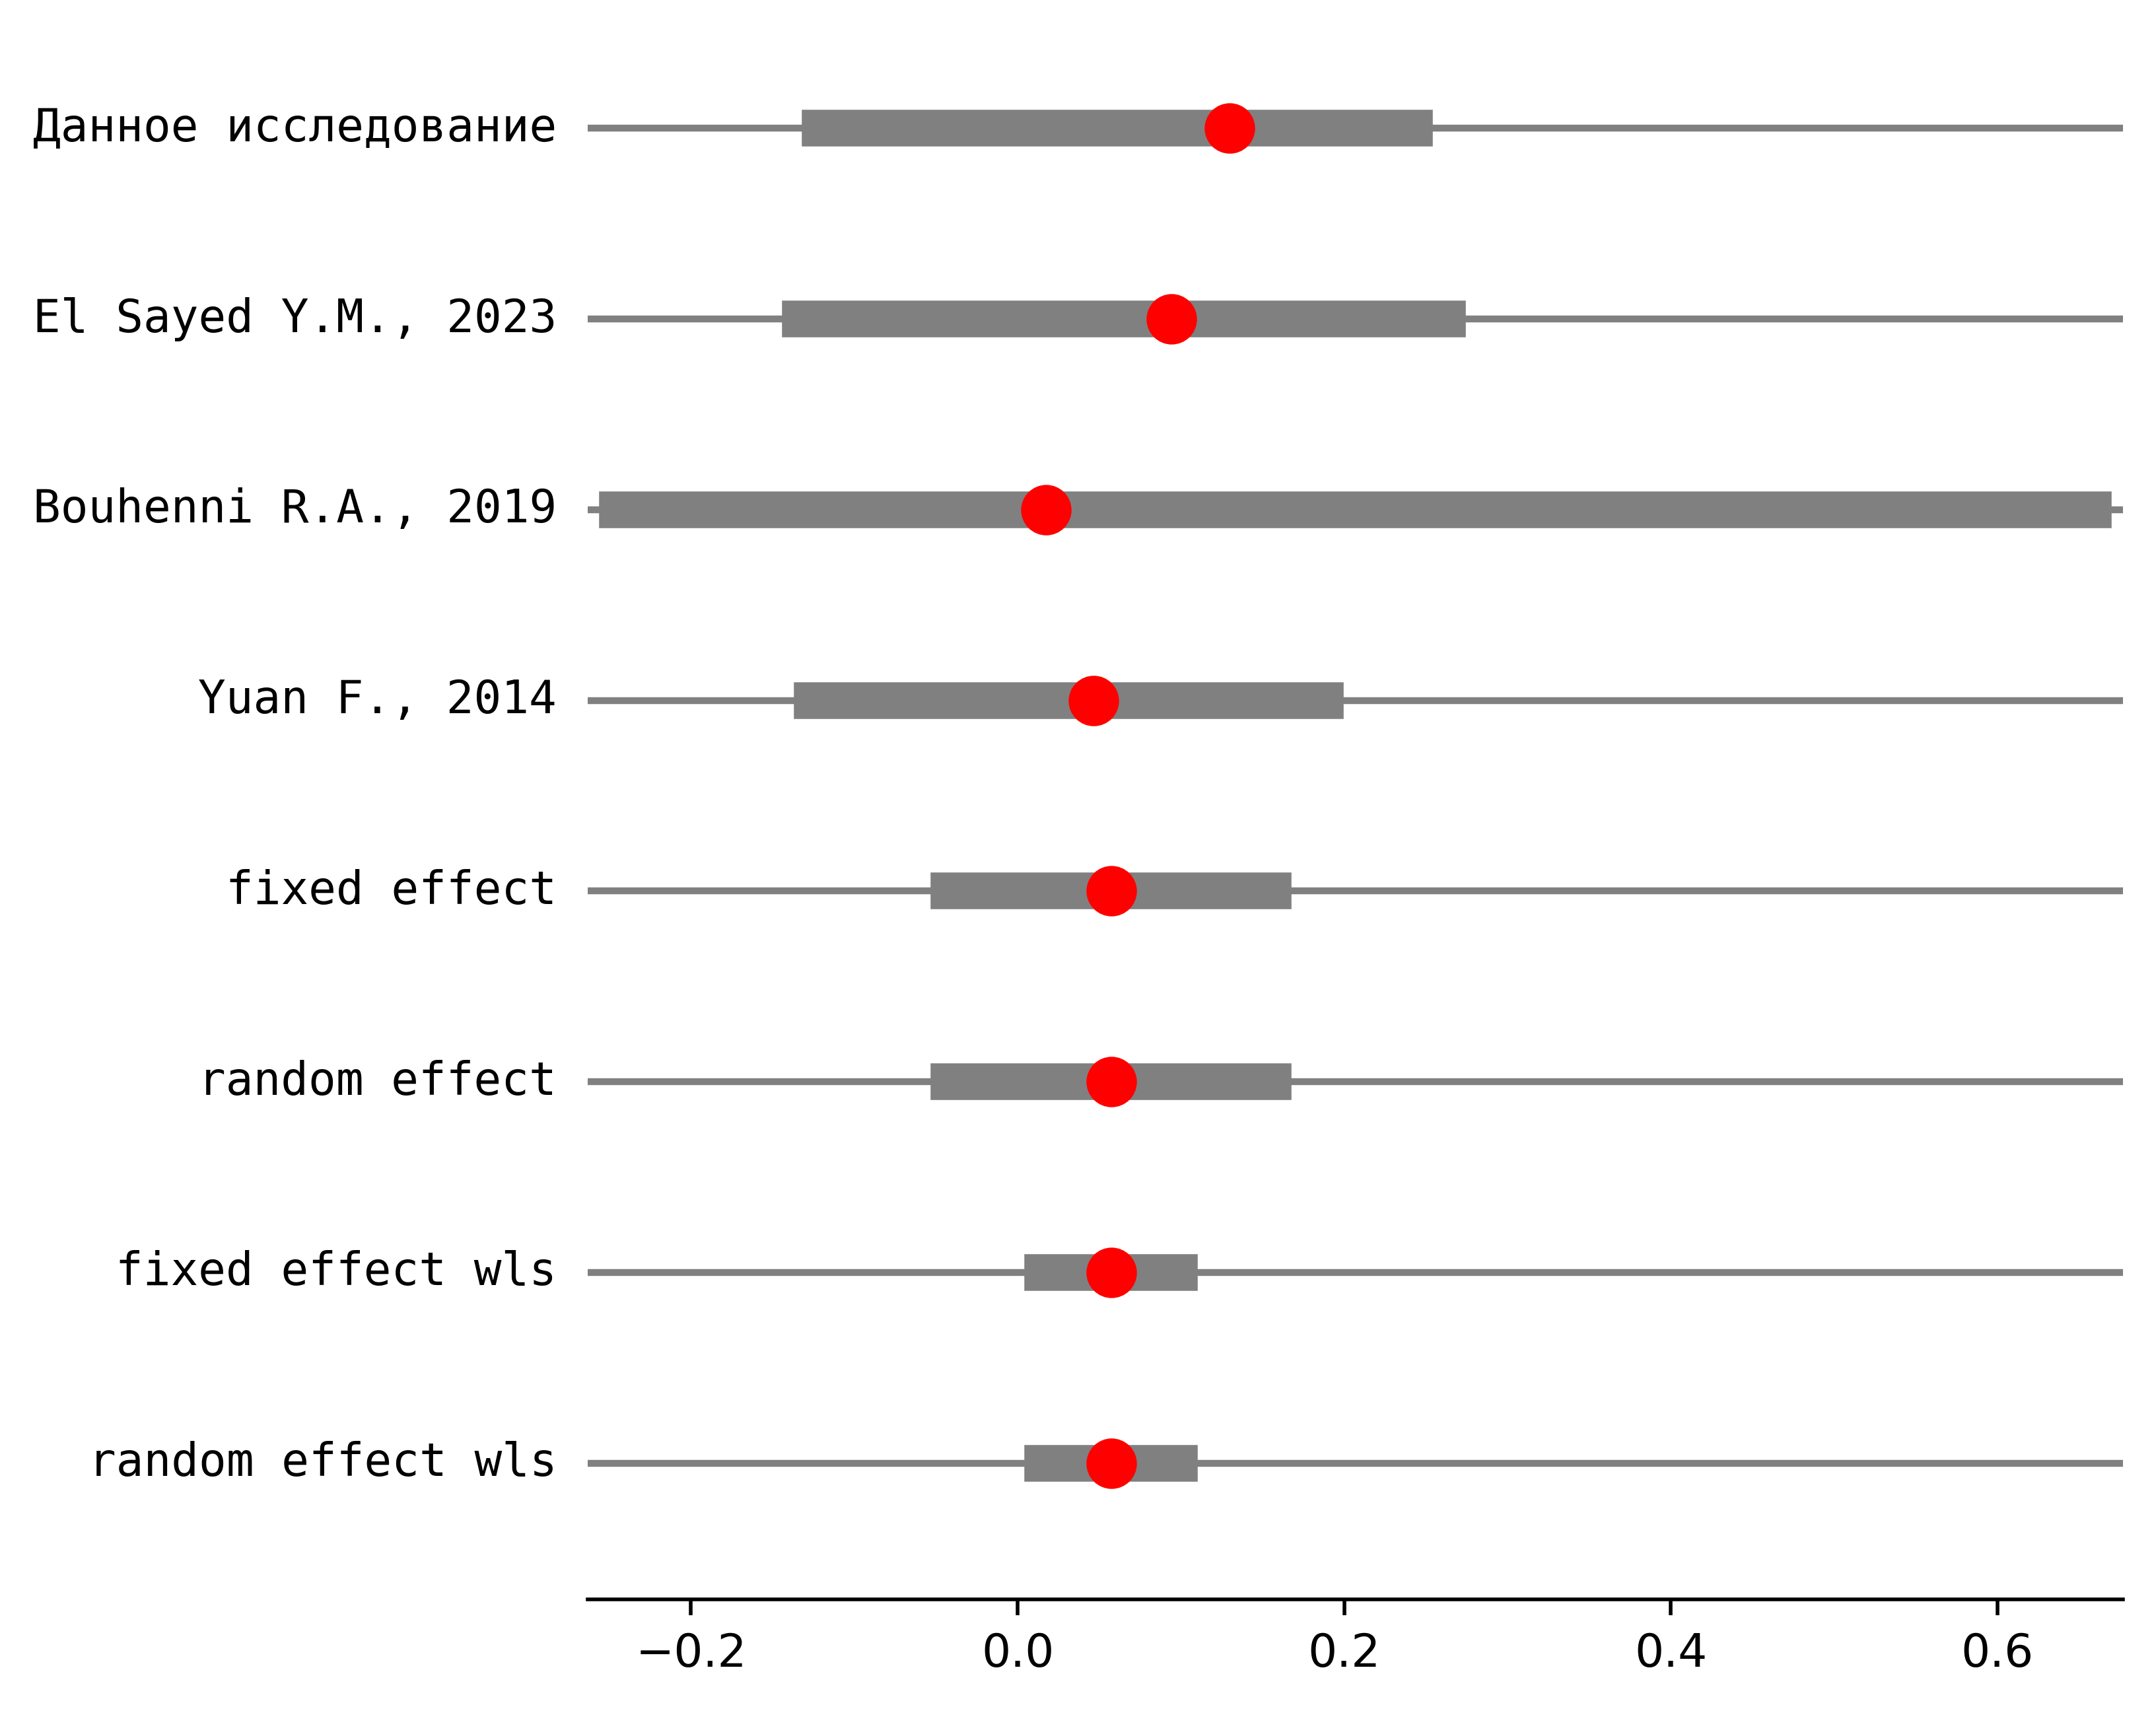 Данное исследование
El Sayed Y.M., 2023
Bouhenni R.A., 2019
Yuan F., 2014
fixed effect
random effect
fixed effect wls
random effect wls
−0.2 0.0 0.2 0.4 0.6